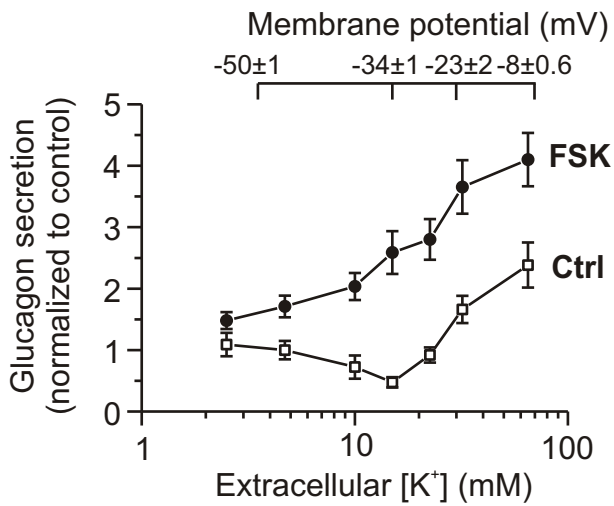 Membrane potential (mV)
-50±1 -34±1 -23±2 -8±0.6
5
4
3
2
1
0
Glucagon secretion
(normalized to control)
FSK
Ctrl
1 10 100
Extracellular [K⁺] (mM)